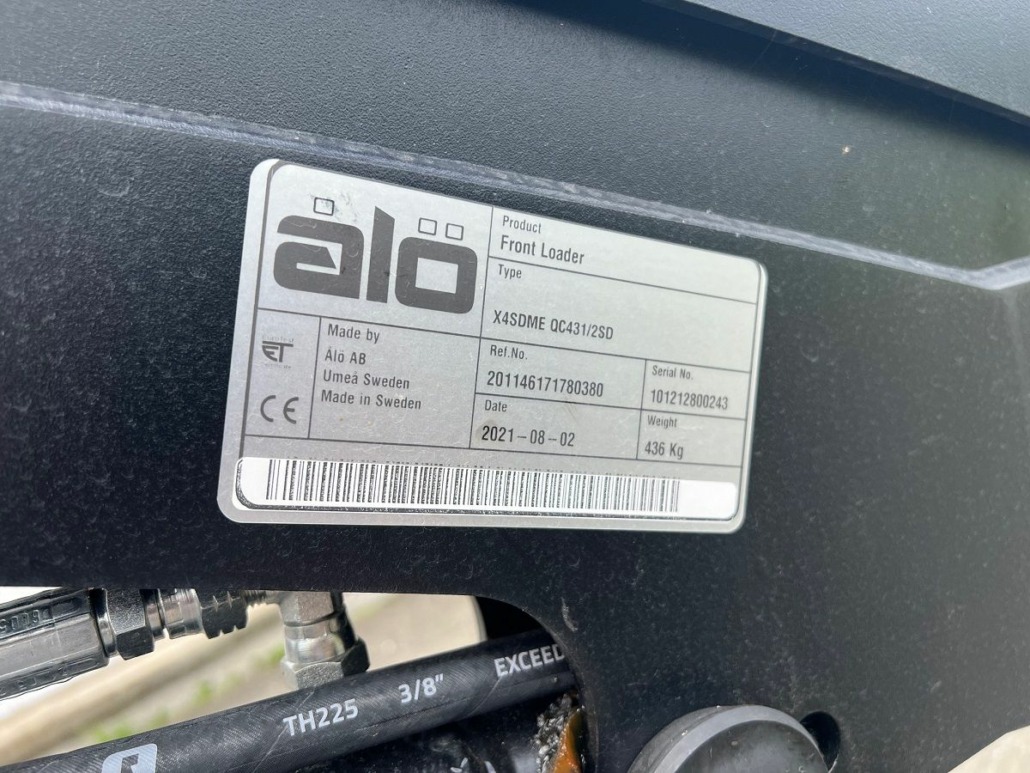 ålö
Product
Front Loader
Type
X4SDME QC431/2SD
Made by
Ålö AB
Umeå Sweden
Made in Sweden
Ref.No.
201146171780380
Serial No.
101212800243
Date
2021-08-02
Weight
436 Kg
ET
CE
TH225 3/8" EXCEED